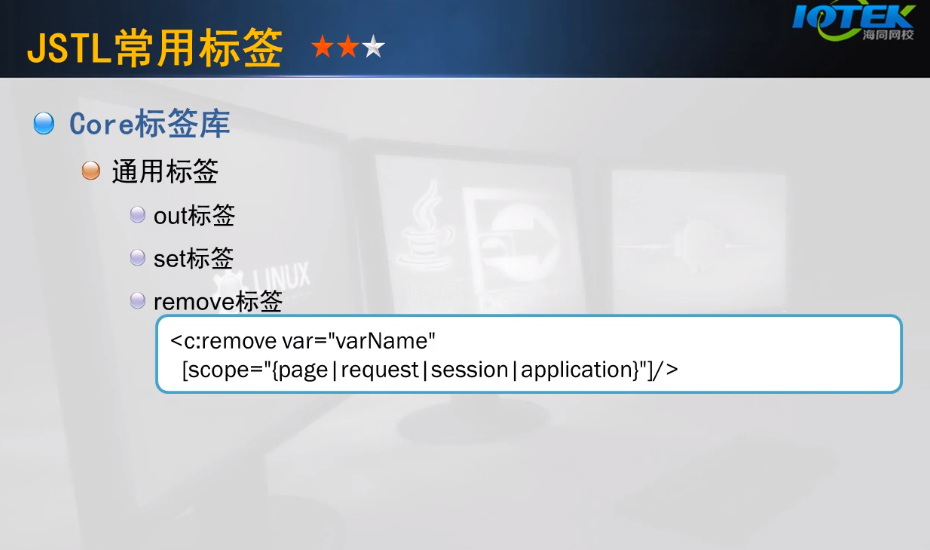 JSTL常用标签
IOTEK
海同网校
Core标签库
通用标签
out标签
set标签
remove标签
<c:remove var="varName"
[scope="{page|request|session|application}"]/>
LINUX